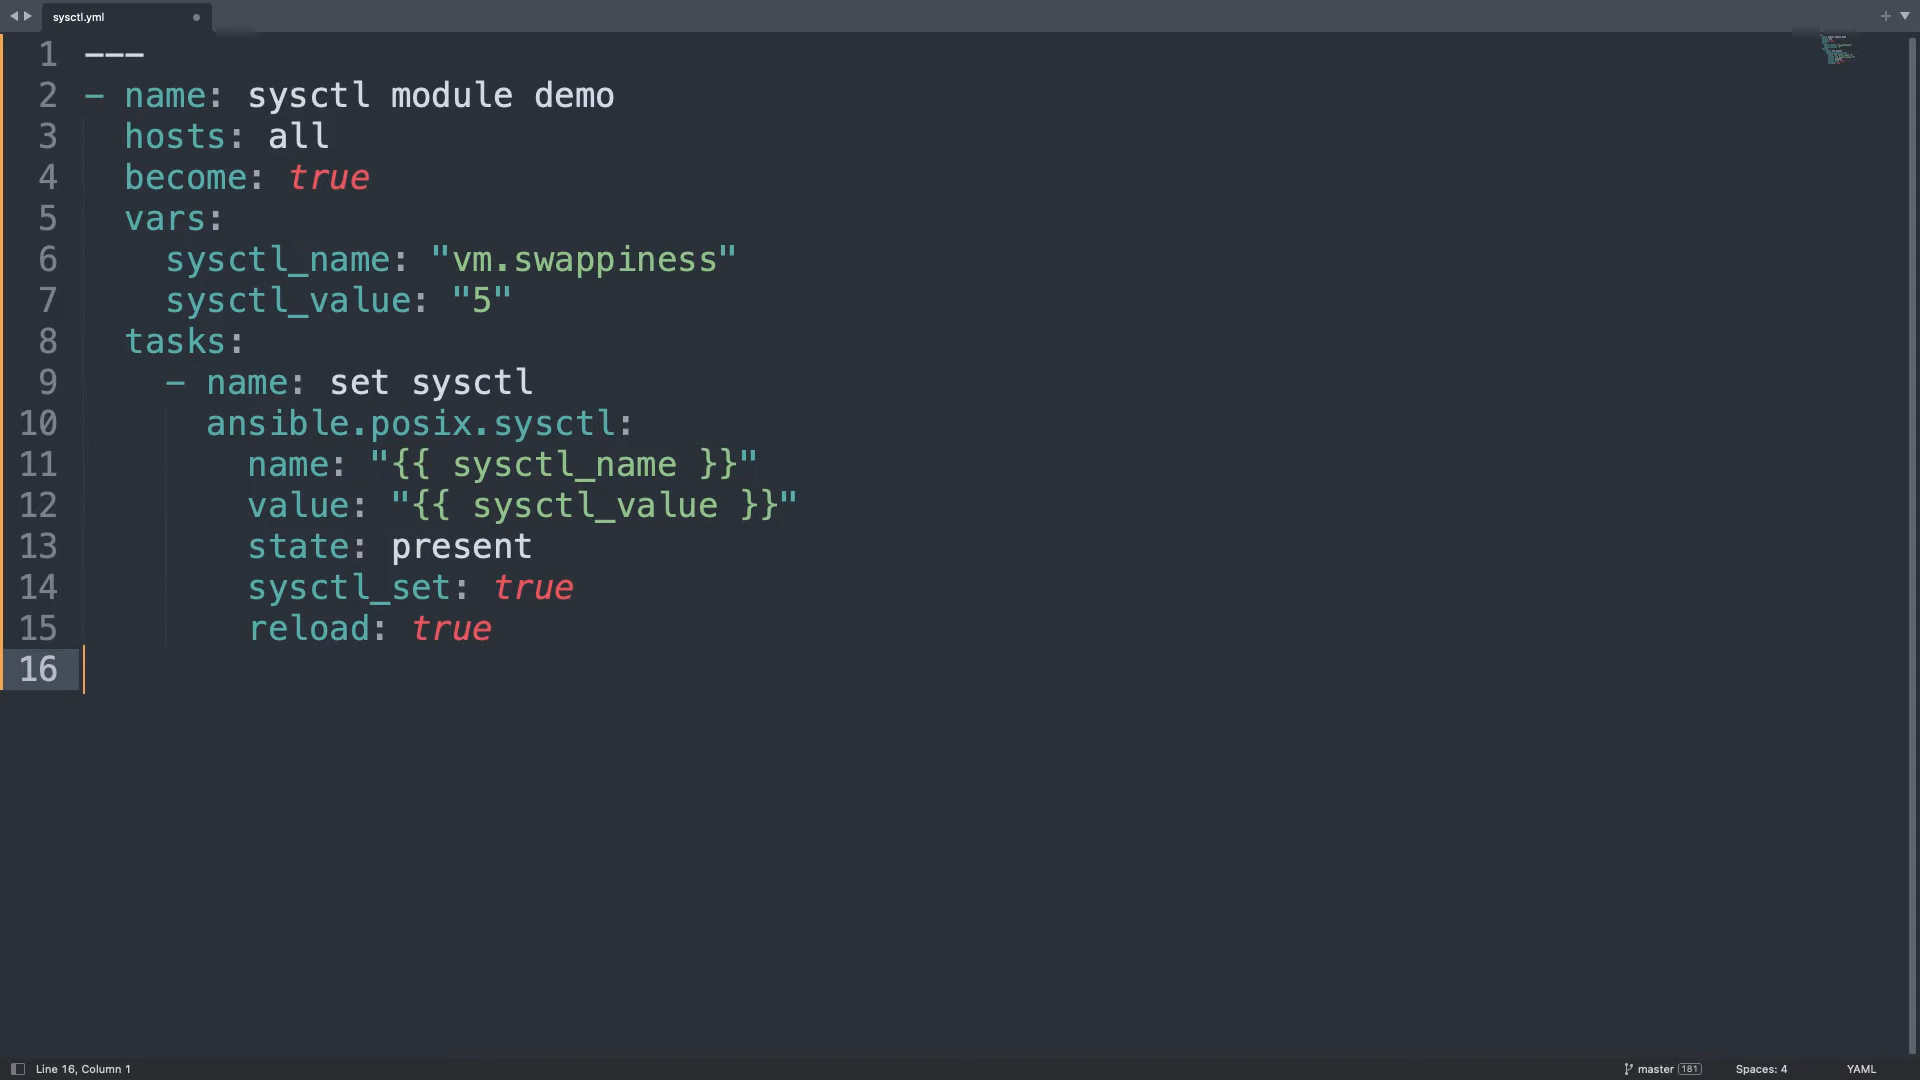 sysctl.yml
1 ---
2 - name: sysctl module demo
3   hosts: all
4   become: true
5   vars:
6     sysctl_name: "vm.swappiness"
7     sysctl_value: "5"
8   tasks:
9     - name: set sysctl
10       ansible.posix.sysctl:
11         name: "{{ sysctl_name }}"
12         value: "{{ sysctl_value }}"
13         state: present
14         sysctl_set: true
15         reload: true
16
Line 16, Column 1 master 181 Spaces: 4 YAML